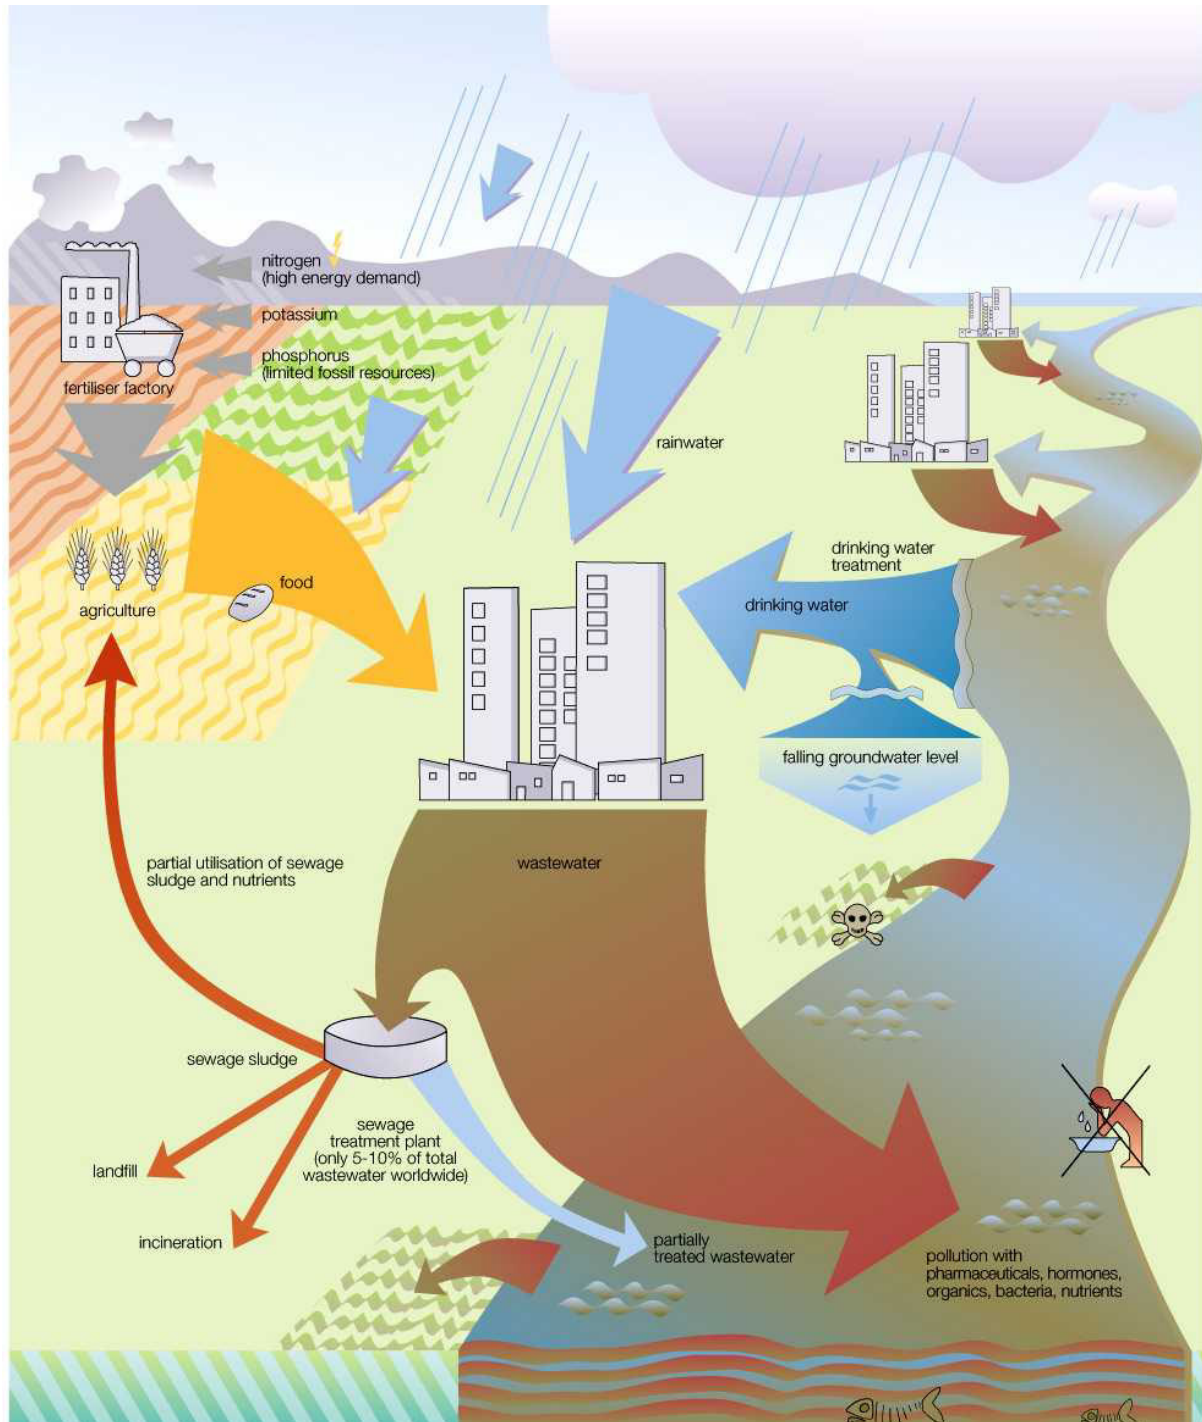 nitrogen
(high energy demand)
potassium
phosphorus
(limited fossil resources)
fertiliser factory
rainwater
drinking water
treatment
drinking water
food
agriculture
falling groundwater level
partial utilisation of sewage
sludge and nutrients
wastewater
sewage sludge
sewage
treatment plant
(only 5-10% of total
wastewater worldwide)
landfill
incineration
partially
treated wastewater
pollution with
pharmaceuticals, hormones,
organics, bacteria, nutrients